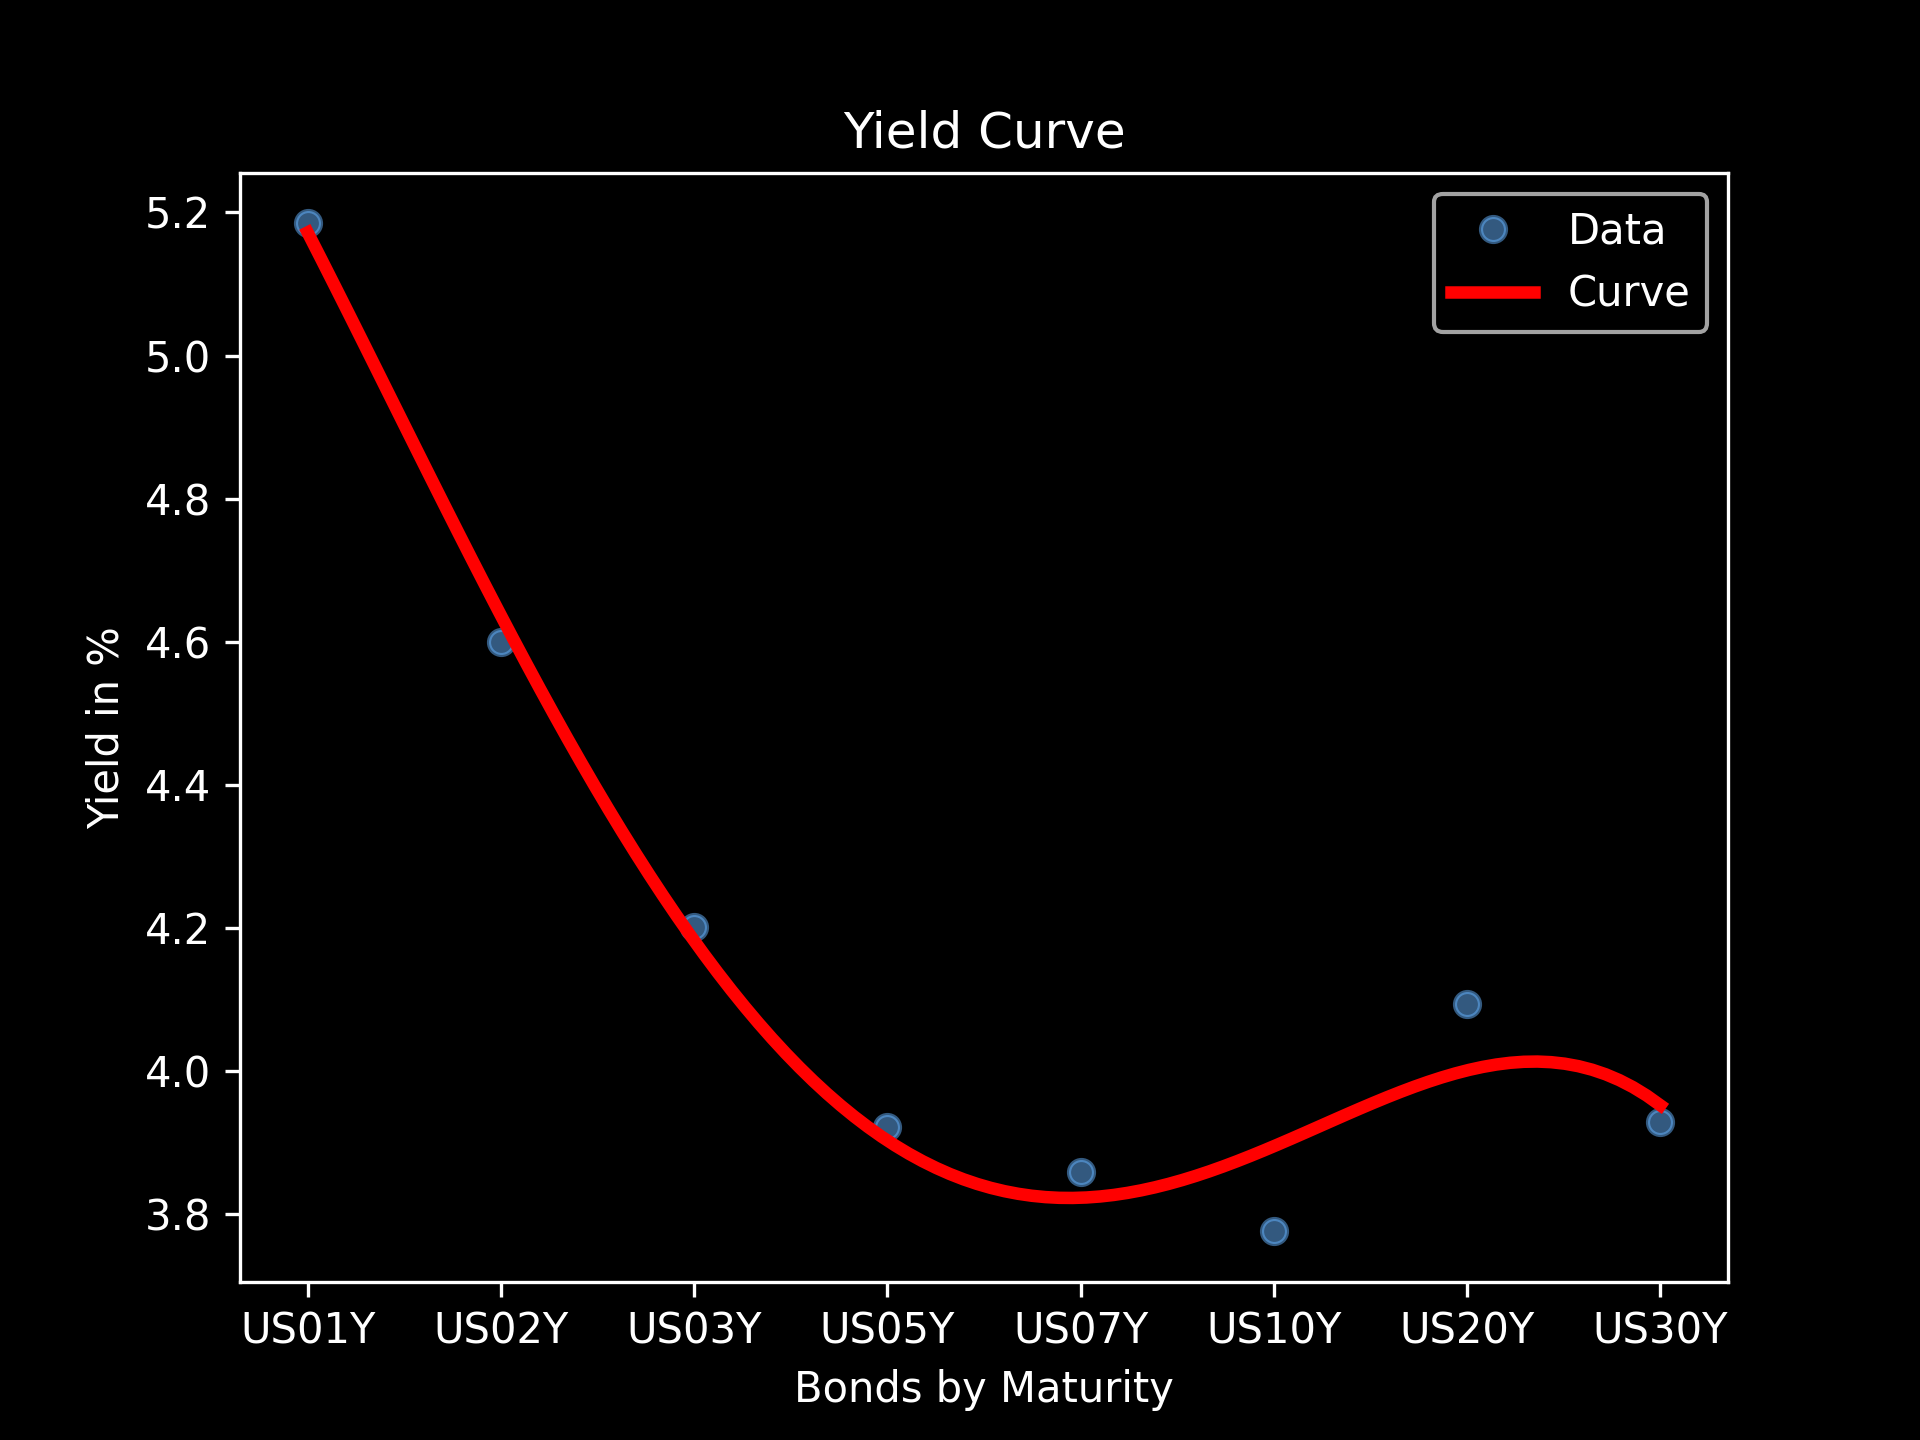 Yield Curve
Data
Curve
5.2
5.0
4.8
4.6
4.4
4.2
4.0
3.8
Yield in %
US01Y US02Y US03Y US05Y US07Y US10Y US20Y US30Y
Bonds by Maturity